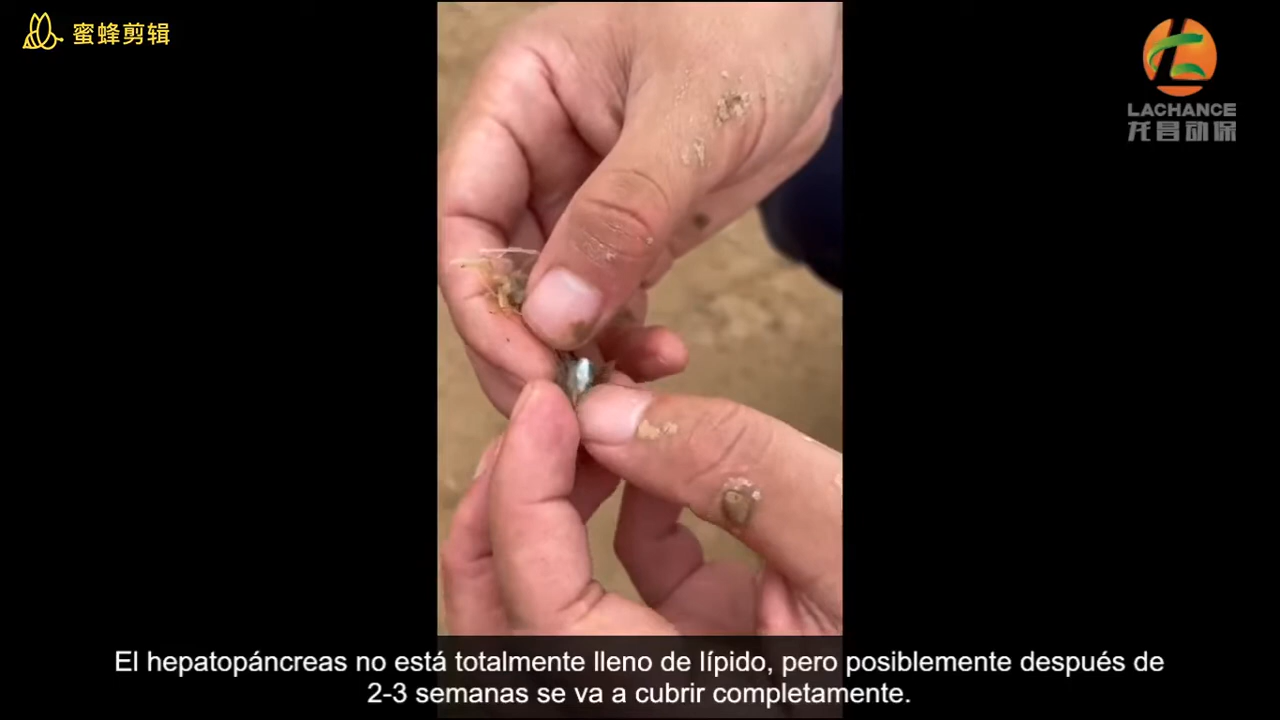 蜜蜂剪辑
LACHANCE
龙昌动保
El hepatopáncreas no está totalmente lleno de lípido, pero posiblemente después de
2-3 semanas se va a cubrir completamente.